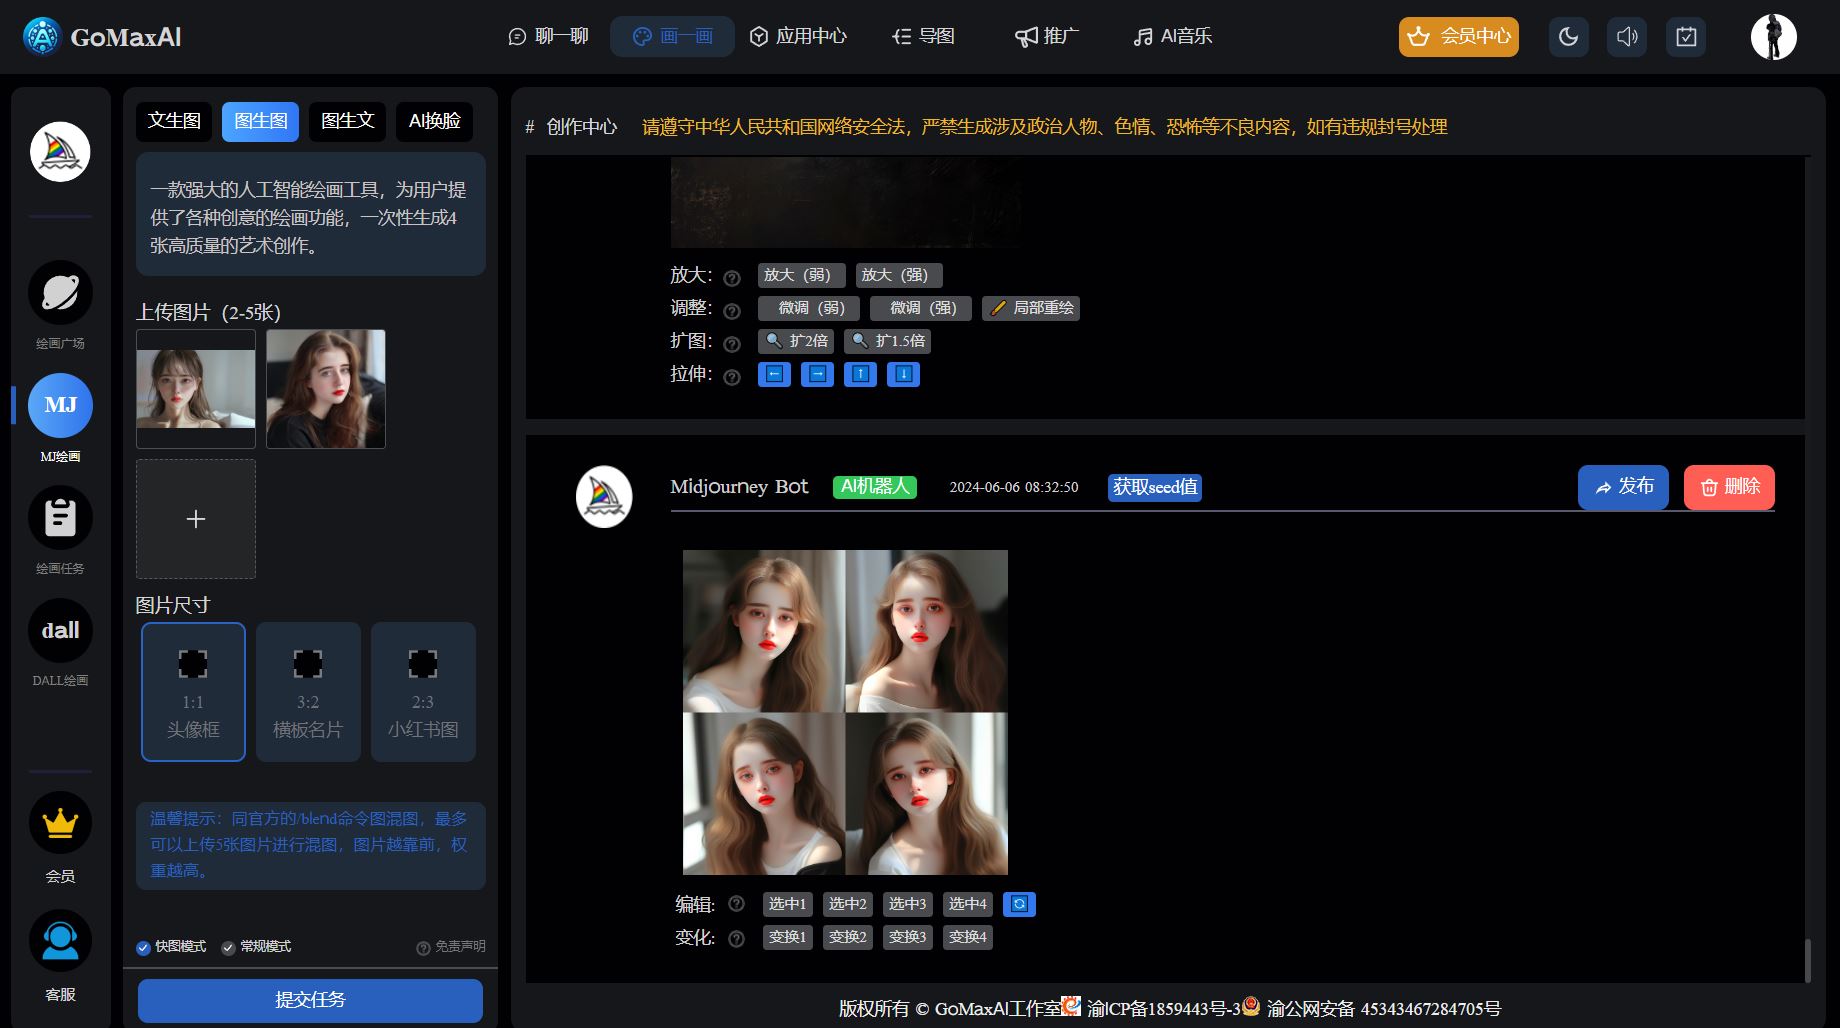 GoMaxAI
聊一聊
画一画
应用中心
导图
推广
AI音乐
会员中心
绘画广场
MJ
MJ绘画
绘画任务
dall
DALL绘画
会员
客服
文生图
图生图
图生文
AI换脸
一款强大的人工智能绘画工具，为用户提
供了各种创意的绘画功能，一次性生成4
张高质量的艺术创作。
上传图片（2-5张）
图片尺寸
1:1
头像框
3:2
横板名片
2:3
小红书图
温馨提示：同官方的/blend命令图混图，最多
可以上传5张图片进行混图，图片越靠前，权
重越高。
快图模式
常规模式
免责声明
提交任务
# 创作中心 请遵守中华人民共和国网络安全法，严禁生成涉及政治人物、色情、恐怖等不良内容，如有违规封号处理
放大： 放大（弱） 放大（强）
调整： 微调（弱） 微调（强） 局部重绘
扩图： 扩2倍 扩1.5倍
拉伸： ← → ↑ ↓
Midjourney Bot AI机器人 2024-06-06 08:32:50 获取seed值 发布 删除
编辑: 选中1 选中2 选中3 选中4
变化: 变换1 变换2 变换3 变换4
版权所有 © GoMaxAI工作室 渝ICP备1859443号-3 渝公网安备 45343467284705号